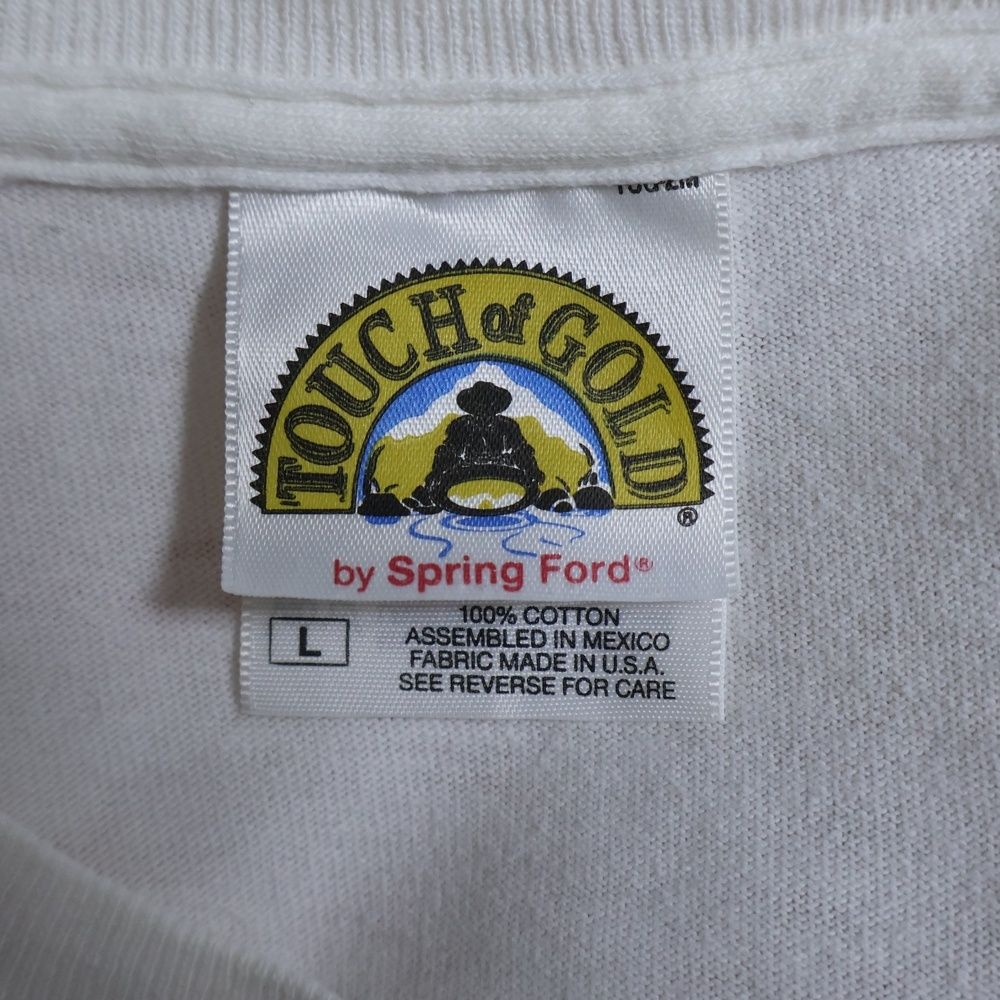 TOUCH of GOLD ®
by Spring Ford®
L
100% COTTON
ASSEMBLED IN MEXICO
FABRIC MADE IN U.S.A.
SEE REVERSE FOR CARE